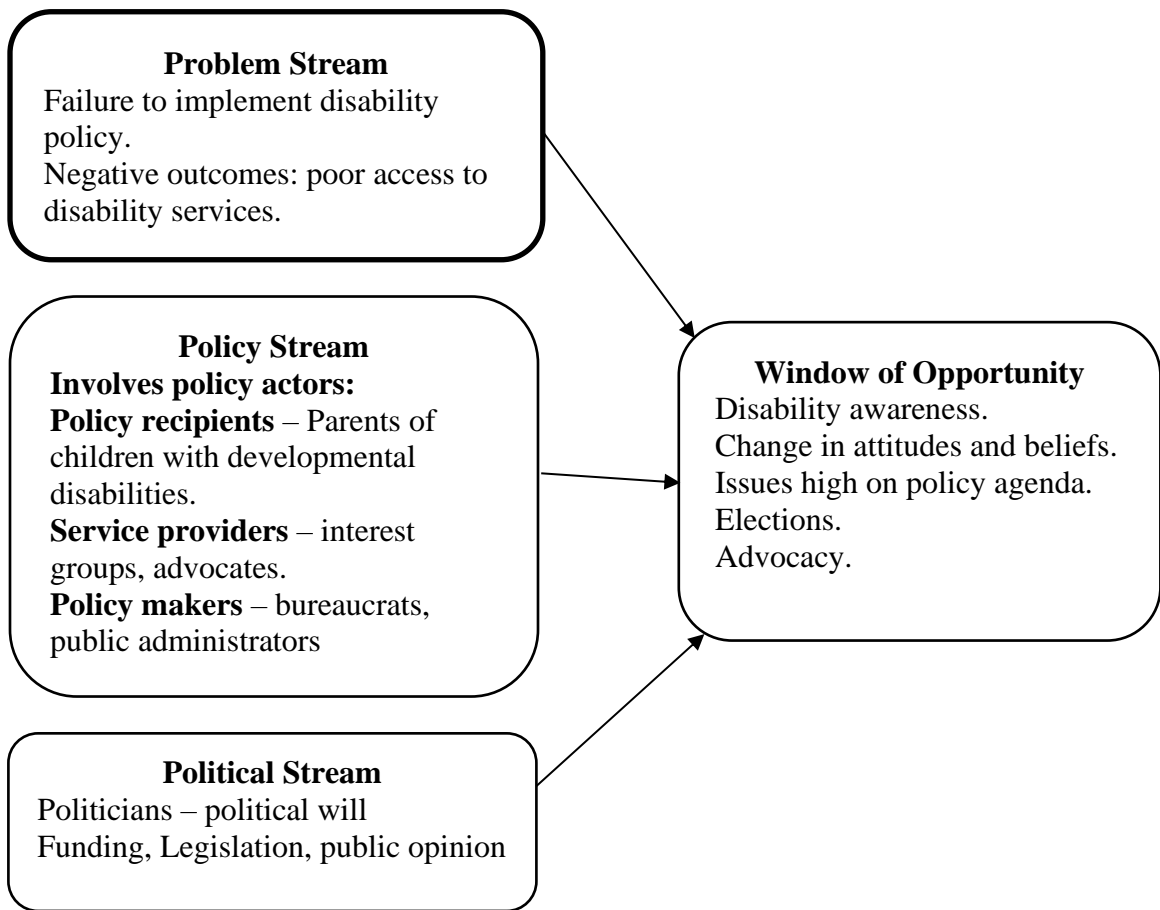 Problem Stream
Failure to implement disability
policy.
Negative outcomes: poor access to
disability services.
Policy Stream
Involves policy actors:
Policy recipients – Parents of
children with developmental
disabilities.
Service providers – interest
groups, advocates.
Policy makers – bureaucrats,
public administrators
Political Stream
Politicians – political will
Funding, Legislation, public opinion
Window of Opportunity
Disability awareness.
Change in attitudes and beliefs.
Issues high on policy agenda.
Elections.
Advocacy.